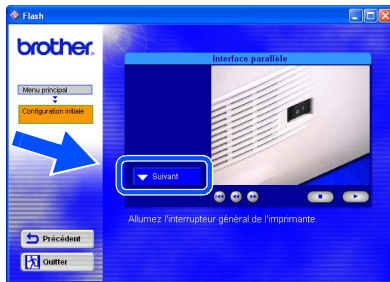 Flash
brother.
Interface parallèle
Menu principal
Configuration initiale
Suivant
Allumez l'interrupteur général de l'imprimante.
Précédent
Quitter